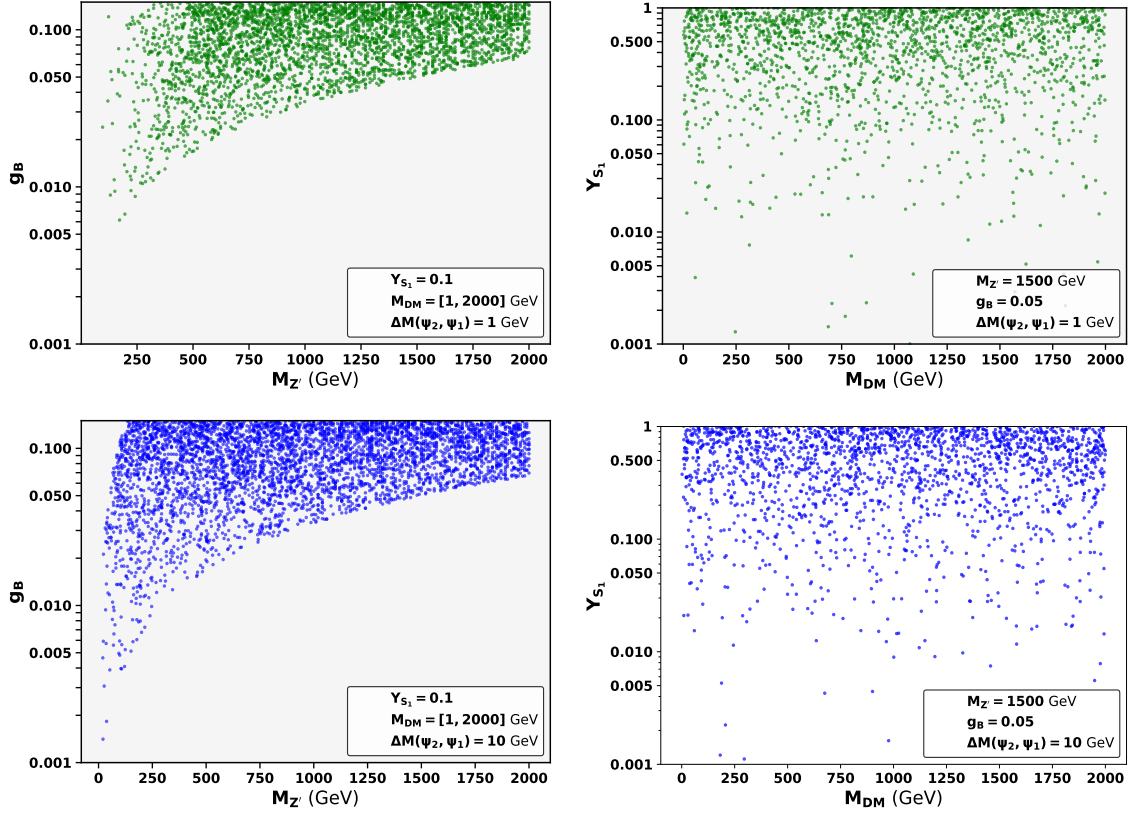 0.100
0.050
0.010
0.005
0.001
g_B
250 500 750 1000 1250 1500 1750 2000
M_Z′ (GeV)
Y_S₁ = 0.1
M_DM = [1, 2000] GeV
ΔM(ψ₂, ψ₁) = 1 GeV
1
0.500
0.100
0.050
0.010
0.005
0.001
Y_S₁
0 250 500 750 1000 1250 1500 1750 2000
M_DM (GeV)
M_Z′ = 1500 GeV
g_B = 0.05
ΔM(ψ₂, ψ₁) = 1 GeV
0.100
0.050
0.010
0.005
0.001
g_B
0 250 500 750 1000 1250 1500 1750 2000
M_Z′ (GeV)
Y_S₁ = 0.1
M_DM = [1, 2000] GeV
ΔM(ψ₂, ψ₁) = 10 GeV
1
0.500
0.100
0.050
0.010
0.005
0.001
Y_S₁
0 250 500 750 1000 1250 1500 1750 2000
M_DM (GeV)
M_Z′ = 1500 GeV
g_B = 0.05
ΔM(ψ₂, ψ₁) = 10 GeV